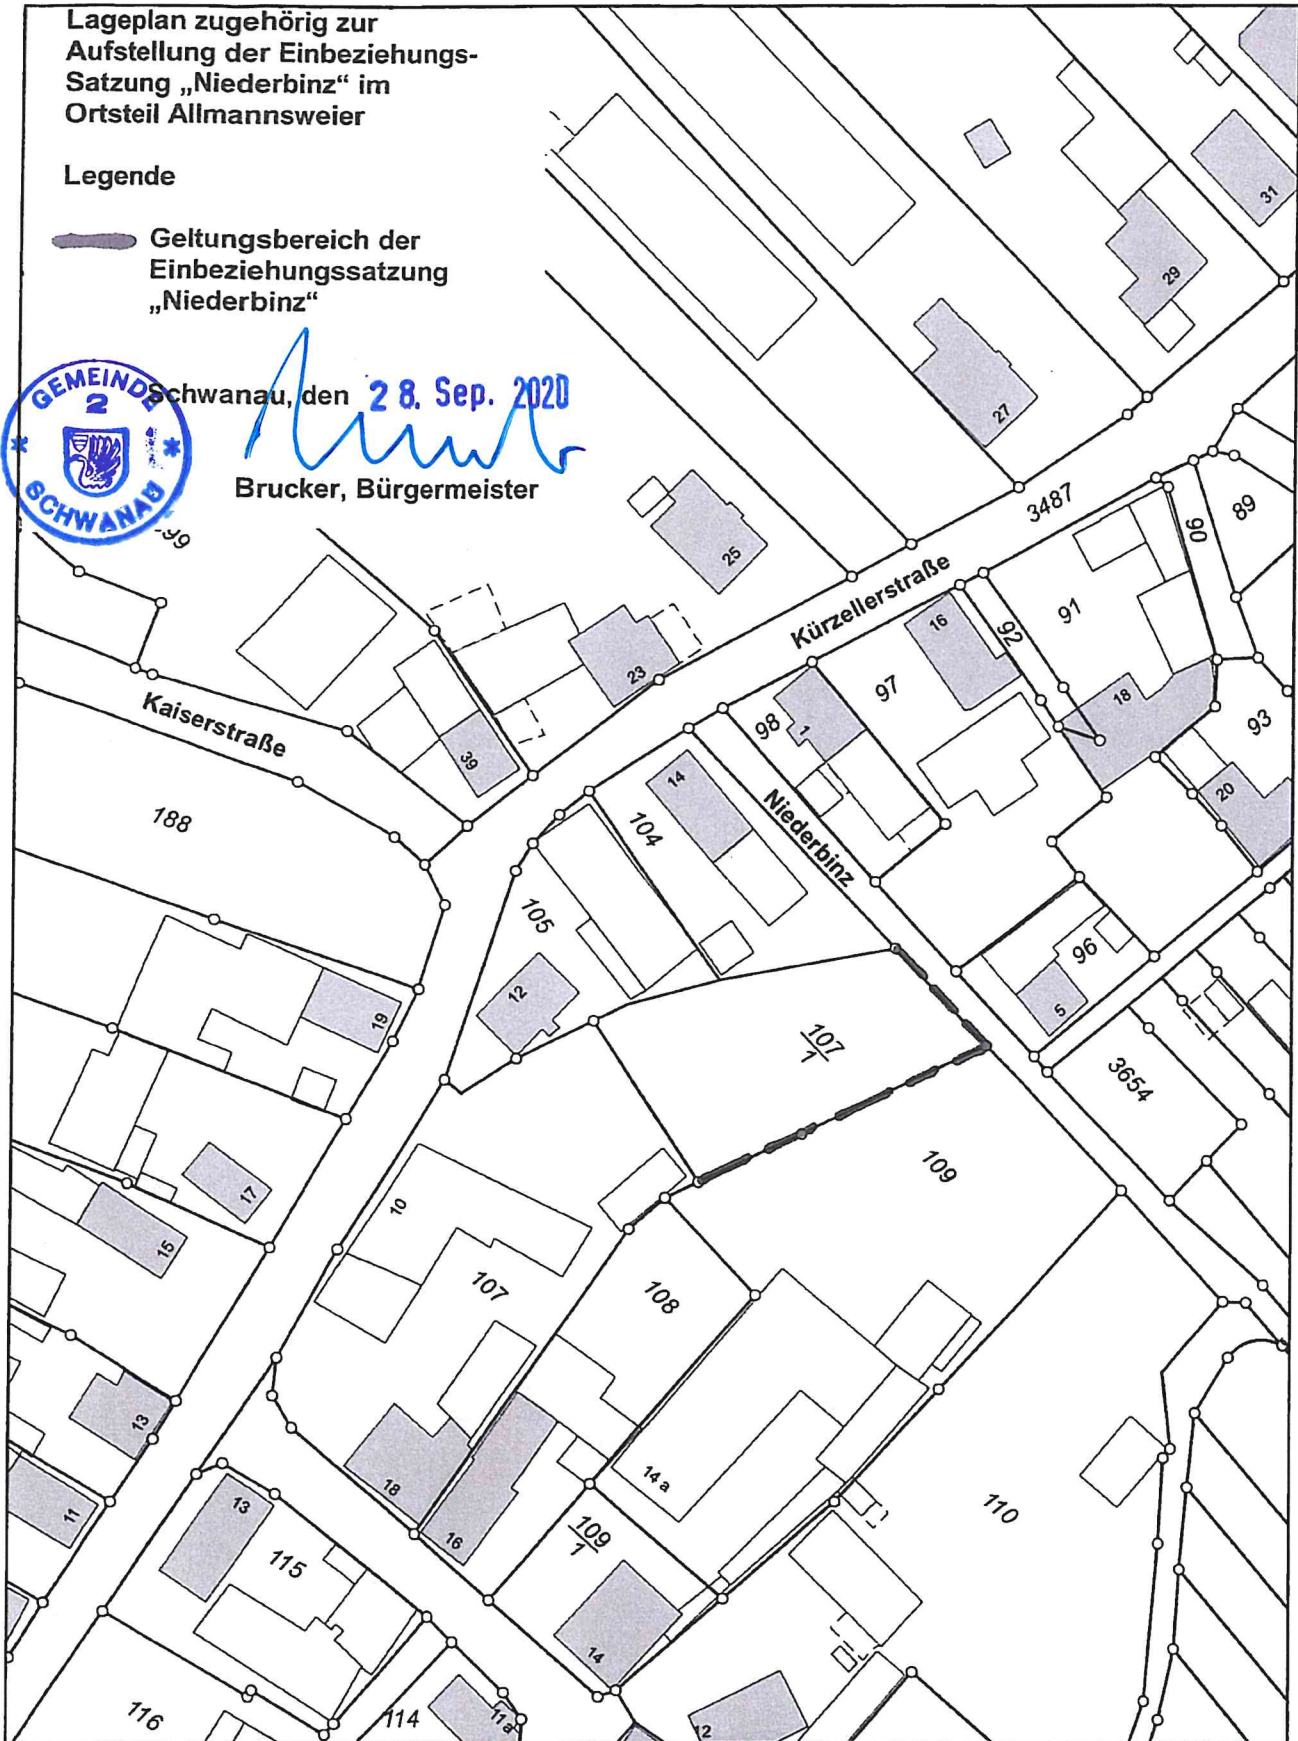 Lageplan zugehörig zur
Aufstellung der Einbeziehungs-
Satzung „Niederbinz“ im
Ortsteil Allmannsweier
Legende
Geltungsbereich der
Einbeziehungssatzung
„Niederbinz“
GEMEINDE
2
SCHWANAU
Schwanau, den 28. Sep. 2020
Brucker, Bürgermeister
31
29
27
3487
89
90
25
Kürzellerstraße
91
92
16
23
97
18
93
98
1
Kaiserstraße
39
14
20
188
104
Niederbinz
105
96
12
5
19
107
1
3654
109
17
10
15
107
108
13
14 a
18
13
11
16
109
1
110
115
14
116
114
11a
12